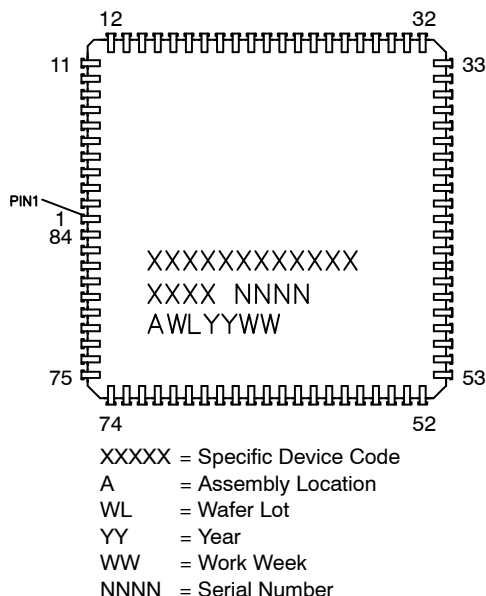 12 32
11 33
PIN1
1
84
XXXXXXXXXXXX
XXXX NNNN
AWLYYWW
75 53
74 52
XXXXX = Specific Device Code
A = Assembly Location
WL = Wafer Lot
YY = Year
WW = Work Week
NNNN = Serial Number